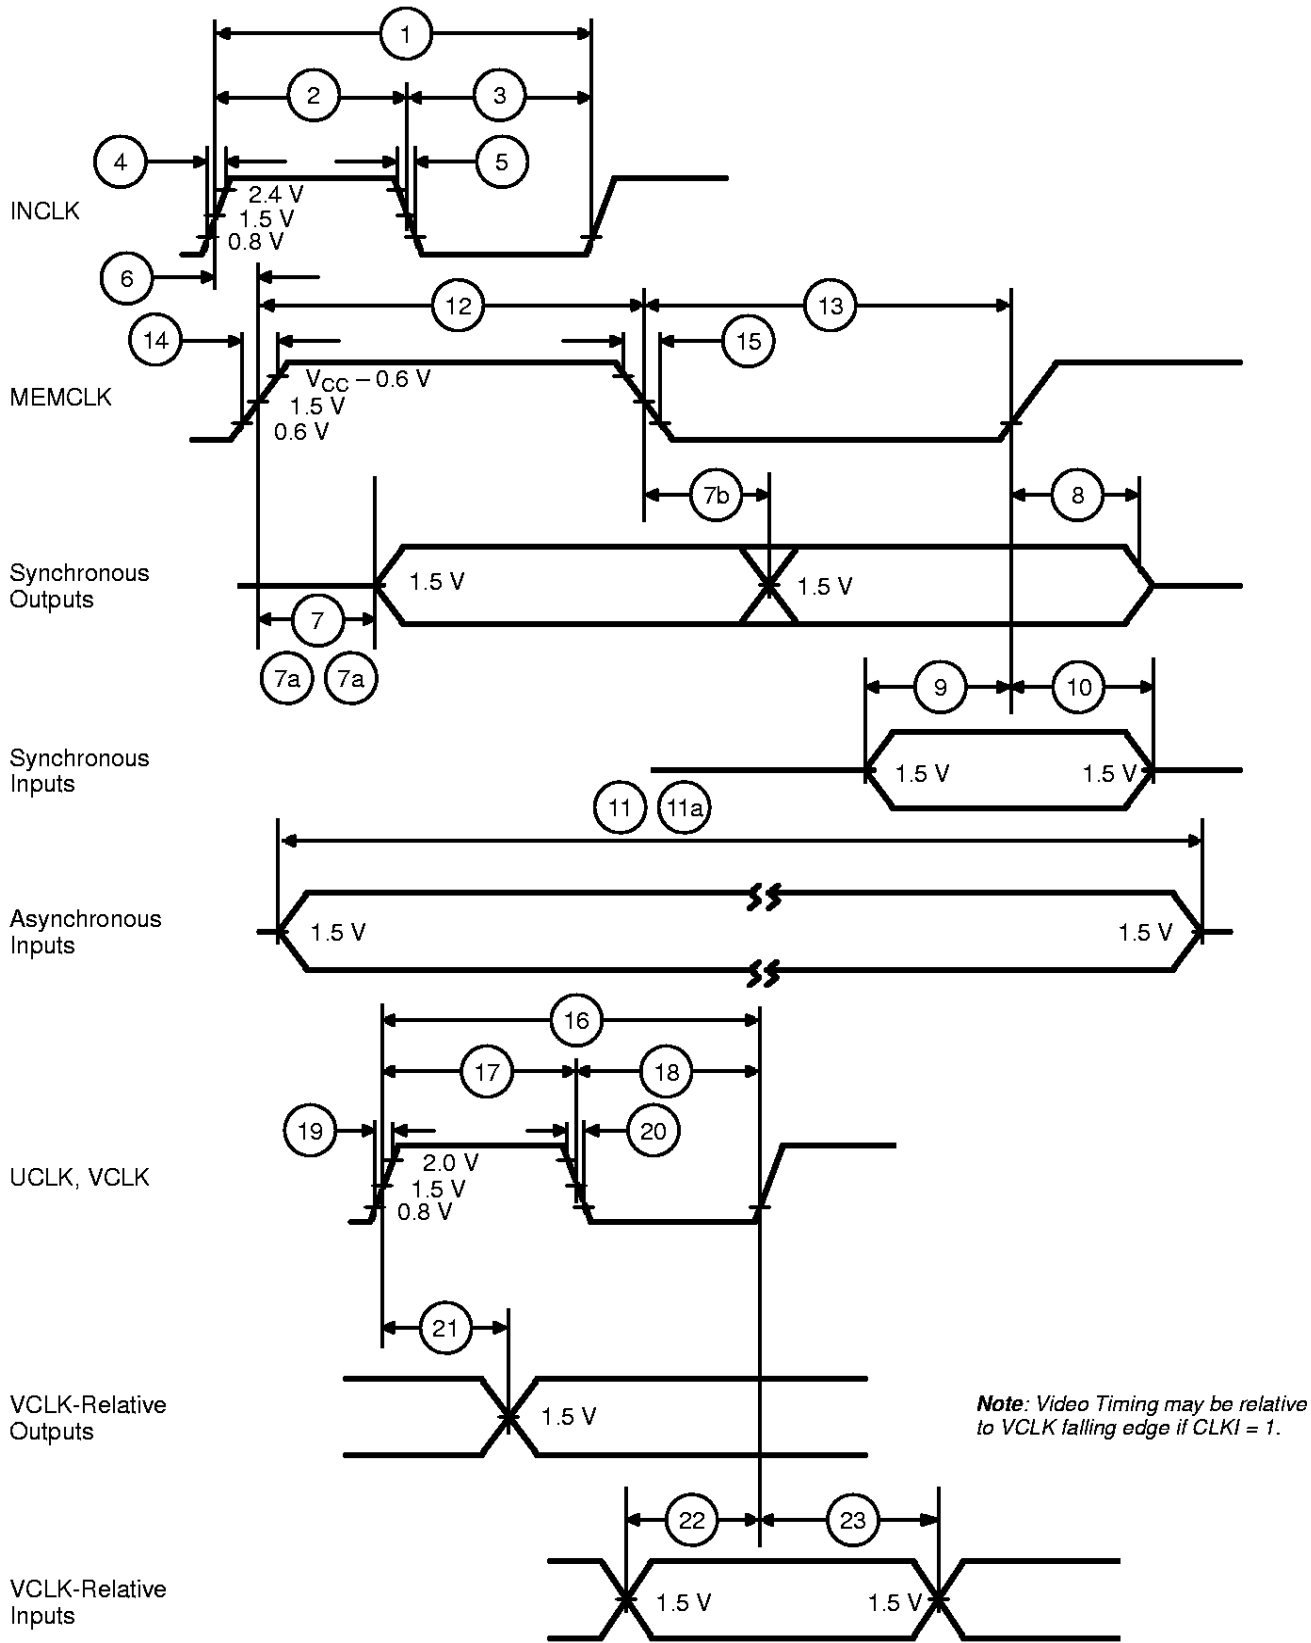 1
2
3
4
5
INCLK
2.4 V
1.5 V
0.8 V
6
12
13
14
15
MEMCLK
VCC – 0.6 V
1.5 V
0.6 V
7b
8
Synchronous
Outputs
1.5 V
1.5 V
7
7a
7a
9
10
Synchronous
Inputs
1.5 V
1.5 V
11
11a
Asynchronous
Inputs
1.5 V
1.5 V
16
17
18
19
20
UCLK, VCLK
2.0 V
1.5 V
0.8 V
21
VCLK-Relative
Outputs
1.5 V
Note: Video Timing may be relative
to VCLK falling edge if CLKI = 1.
22
23
VCLK-Relative
Inputs
1.5 V
1.5 V